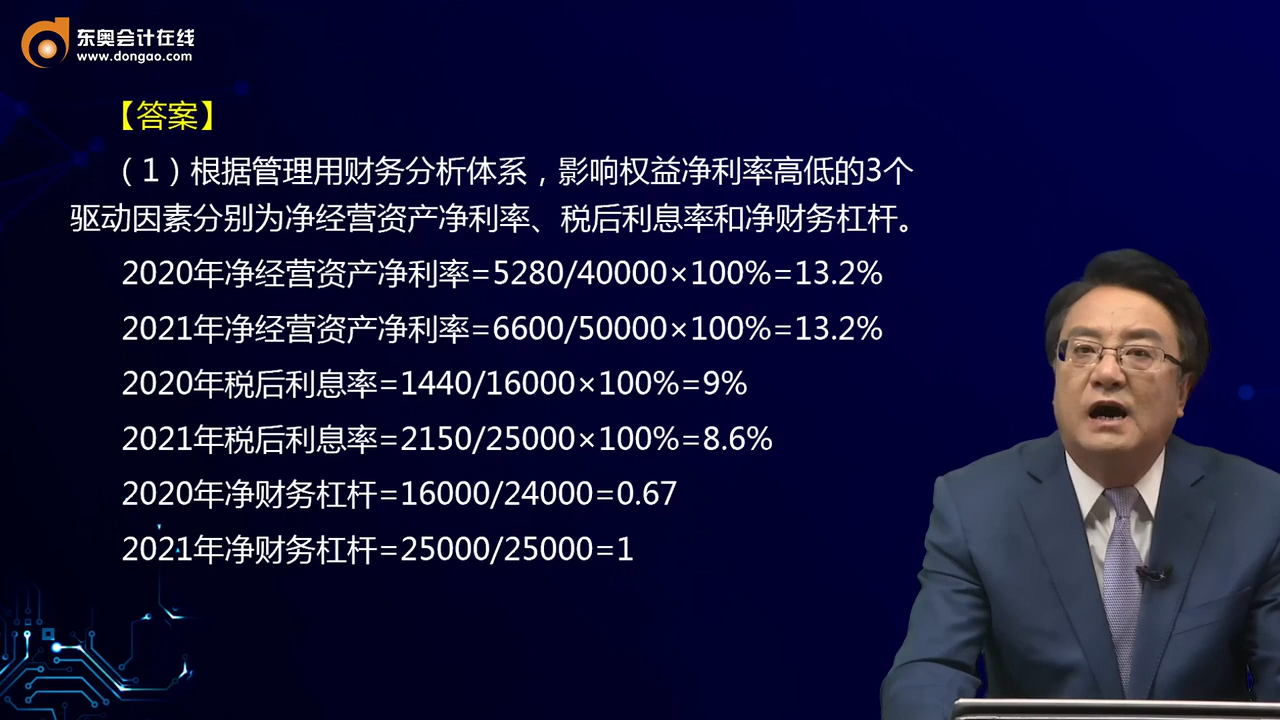 东奥会计在线
www.dongao.com
【答案】
（1）根据管理用财务分析体系，影响权益净利率高低的3个
驱动因素分别为净经营资产净利率、税后利息率和净财务杠杆。
2020年净经营资产净利率=5280/40000×100%=13.2%
2021年净经营资产净利率=6600/50000×100%=13.2%
2020年税后利息率=1440/16000×100%=9%
2021年税后利息率=2150/25000×100%=8.6%
2020年净财务杠杆=16000/24000=0.67
2021年净财务杠杆=25000/25000=1